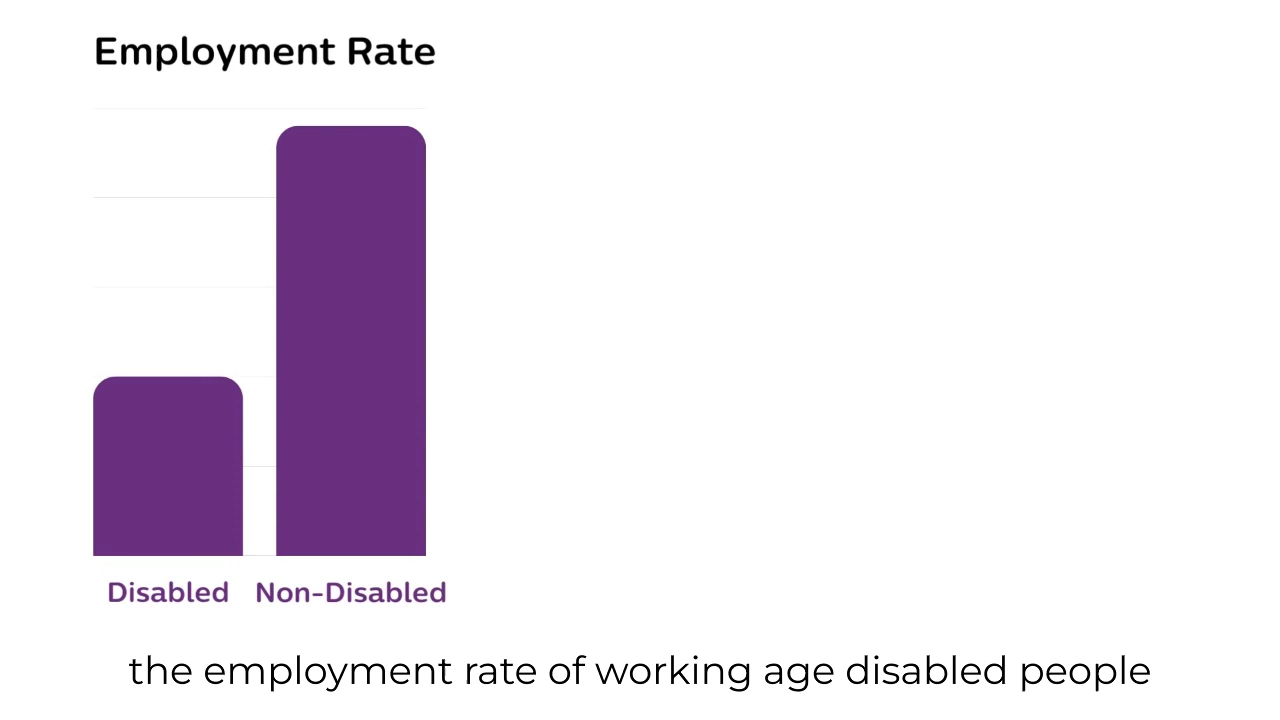 Employment Rate
Disabled Non-Disabled
the employment rate of working age disabled people